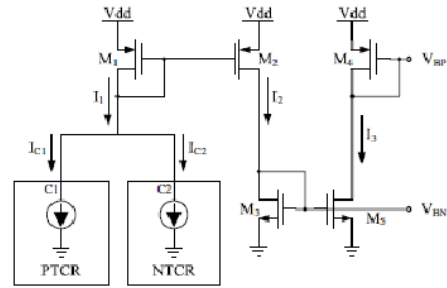 Vdd Vdd Vdd
M1 M2 M4 VBP
I1 I2 I3
IC1 IC2
C1 C2
M3 M5 VBN
PTCR NTCR